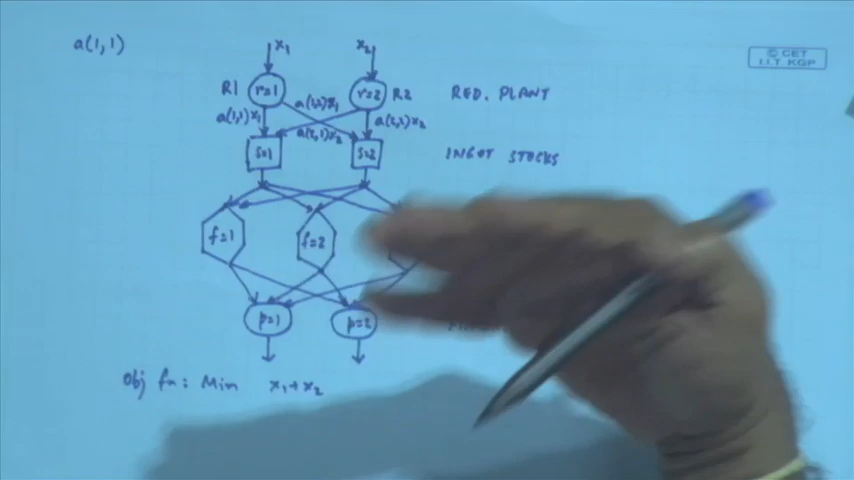 a(1,1)
x₁ x₂
R1 r=1 r=2 R2 RED. PLANT
a(1,2)x₁
a(1,1)x₁ a(2,2)x₂
a(2,1)x₂
s=1 s=2 INGOT STOCKS
f=1 f=2
p=1 p=2
Obj fn: Min x₁+x₂
© CET
I.I.T KGP